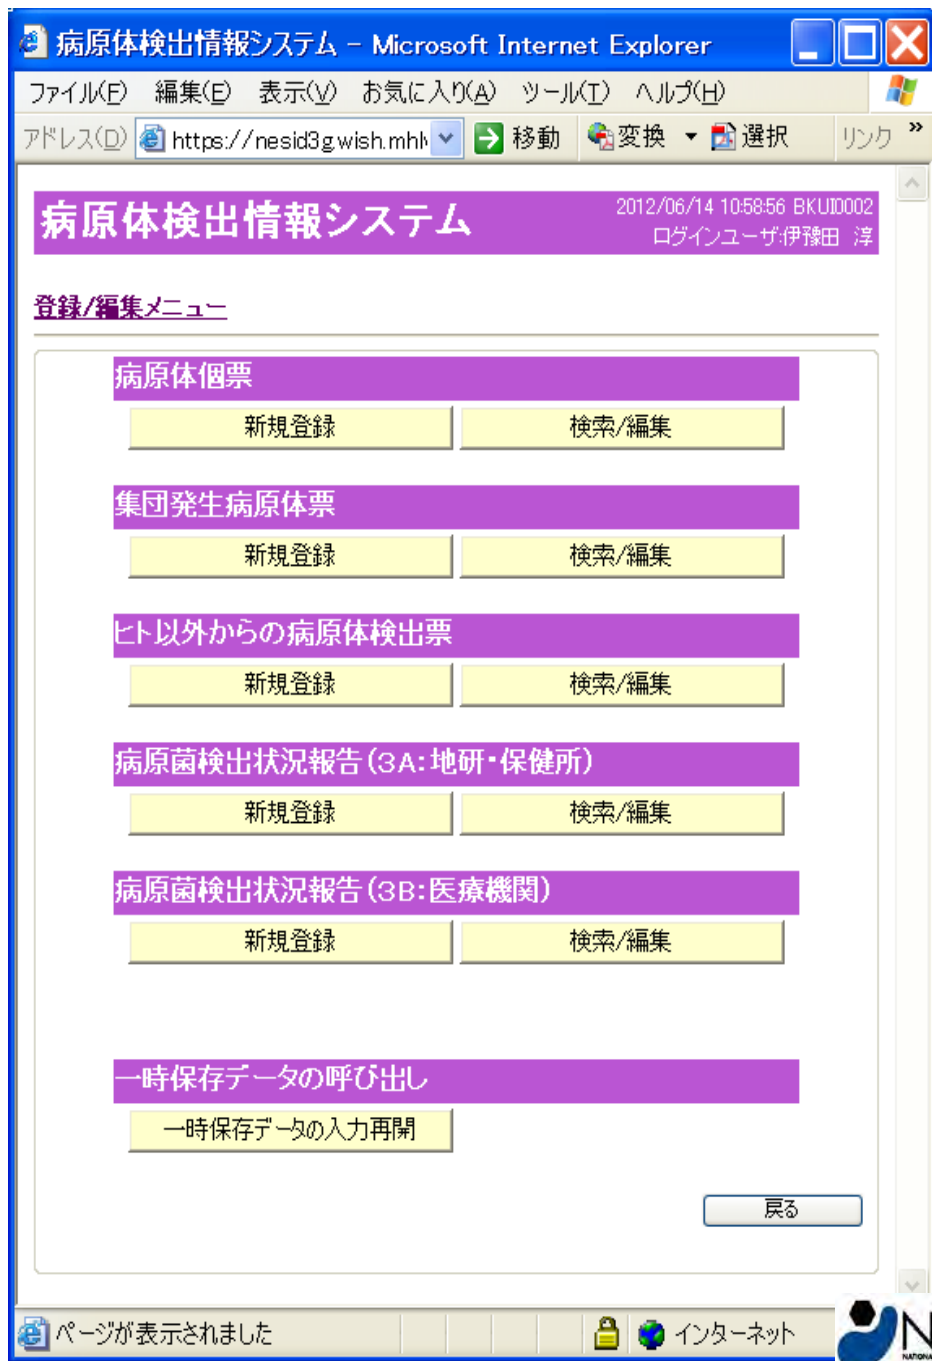 病原体検出情報システム - Microsoft Internet Explorer
ファイル(F) 編集(E) 表示(V) お気に入り(A) ツール(T) ヘルプ(H)
アドレス(D) https://nesid3g.wish.mhlw 移動 変換 選択 リンク »
病原体検出情報システム
2012/06/14 10:58:56 BKUI0002
ログインユーザ:伊豫田 淳
登録/編集メニュー
病原体個票
新規登録 検索/編集
集団発生病原体票
新規登録 検索/編集
ヒト以外からの病原体検出票
新規登録 検索/編集
病原菌検出状況報告(3A:地研・保健所)
新規登録 検索/編集
病原菌検出状況報告(3B:医療機関)
新規登録 検索/編集
一時保存データの呼び出し
一時保存データの入力再開
戻る
ページが表示されました インターネット
N